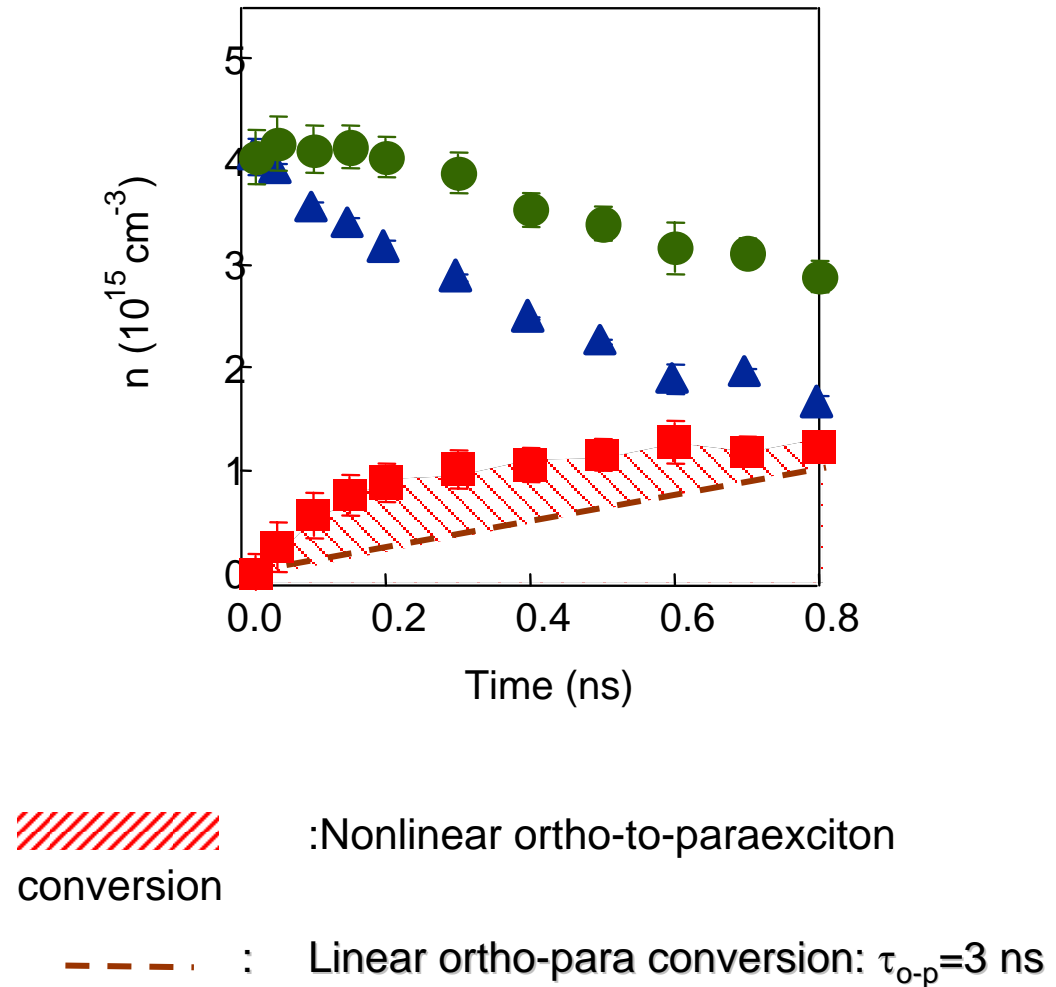 5
4
3
2
1
0
n (10^15 cm^-3)
0.0 0.2 0.4 0.6 0.8
Time (ns)
:Nonlinear ortho-to-paraexciton
conversion
: Linear ortho-para conversion: τ_o-p=3 ns